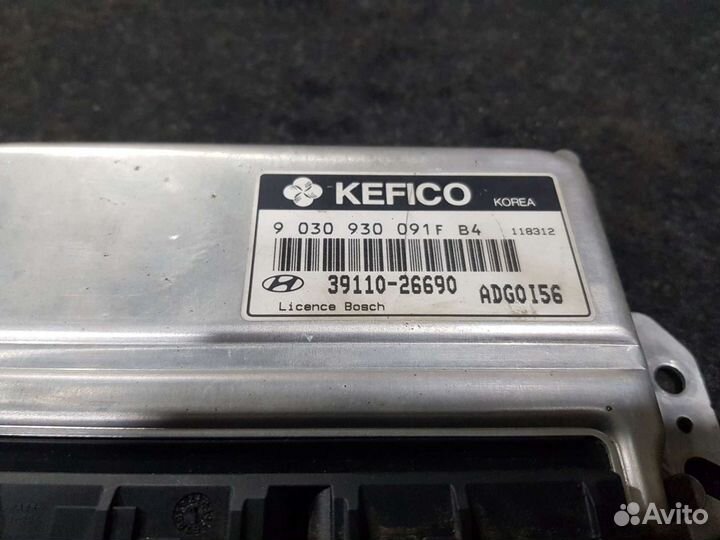 KEFICO KOREA
9 030 930 091F B4 118312
39110-26690 ADG0I56
Licence Bosch
Avito